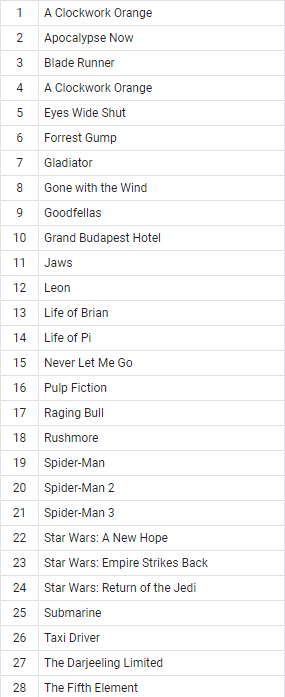 1 A Clockwork Orange
2 Apocalypse Now
3 Blade Runner
4 A Clockwork Orange
5 Eyes Wide Shut
6 Forrest Gump
7 Gladiator
8 Gone with the Wind
9 Goodfellas
10 Grand Budapest Hotel
11 Jaws
12 Leon
13 Life of Brian
14 Life of Pi
15 Never Let Me Go
16 Pulp Fiction
17 Raging Bull
18 Rushmore
19 Spider-Man
20 Spider-Man 2
21 Spider-Man 3
22 Star Wars: A New Hope
23 Star Wars: Empire Strikes Back
24 Star Wars: Return of the Jedi
25 Submarine
26 Taxi Driver
27 The Darjeeling Limited
28 The Fifth Element